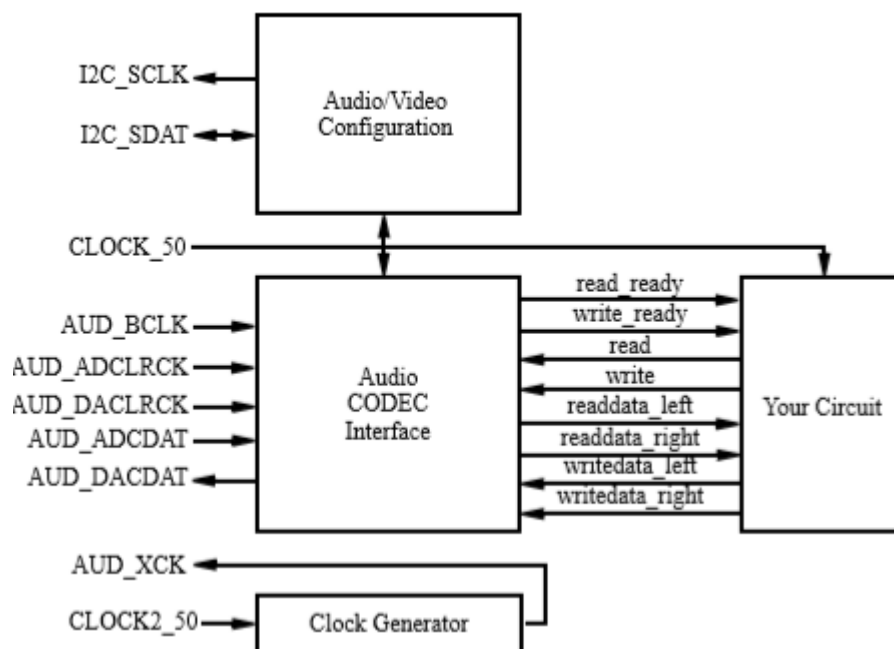 I2C_SCLK
I2C_SDAT
Audio/Video
Configuration
CLOCK_50
AUD_BCLK
AUD_ADCLRCK
AUD_DACLRCK
AUD_ADCDAT
AUD_DACDAT
Audio
CODEC
Interface
read_ready
write_ready
read
write
readdata_left
readdata_right
writedata_left
writedata_right
Your Circuit
AUD_XCK
CLOCK2_50
Clock Generator